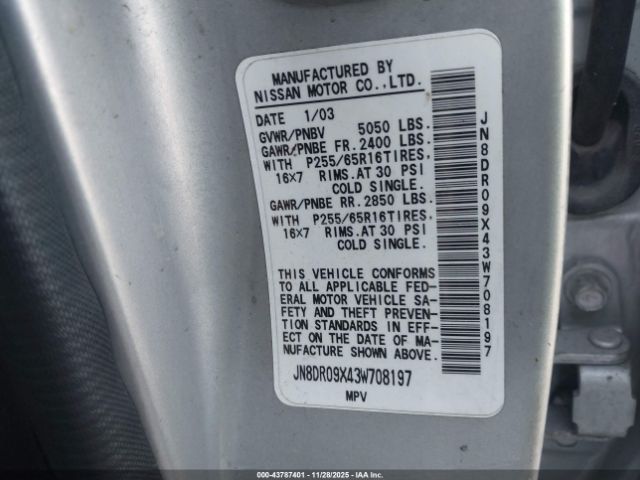 MANUFACTURED BY
NISSAN MOTOR CO.,LTD.
DATE 1/03
GVWR/PNBV 5050 LBS.
GAWR/PNBE FR. 2400 LBS.
WITH P255/65R16TIRES,
16X7 RIMS.AT 30 PSI
COLD SINGLE.
GAWR/PNBE RR. 2850 LBS.
WITH P255/65R16TIRES,
16X7 RIMS.AT 30 PSI
COLD SINGLE.
THIS VEHICLE CONFORMS
TO ALL APPLICABLE FED-
ERAL MOTOR VEHICLE SA-
FETY AND THEFT PREVEN-
TION STANDARDS IN EFF-
ECT ON THE DATE OF MA-
NUFACTURE SHOWN ABOVE.
JN8DR09X43W708197
MPV
JN8DR09X43W708197
000-43787401 - 11/28/2025 - IAAI.COM